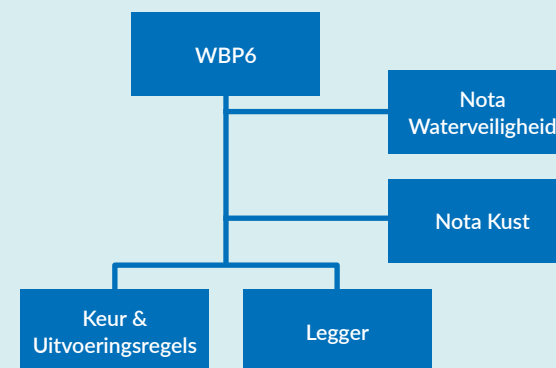 WBP6
Nota
Waterveiligheid
Nota Kust
Keur &
Uitvoeringsregels
Legger